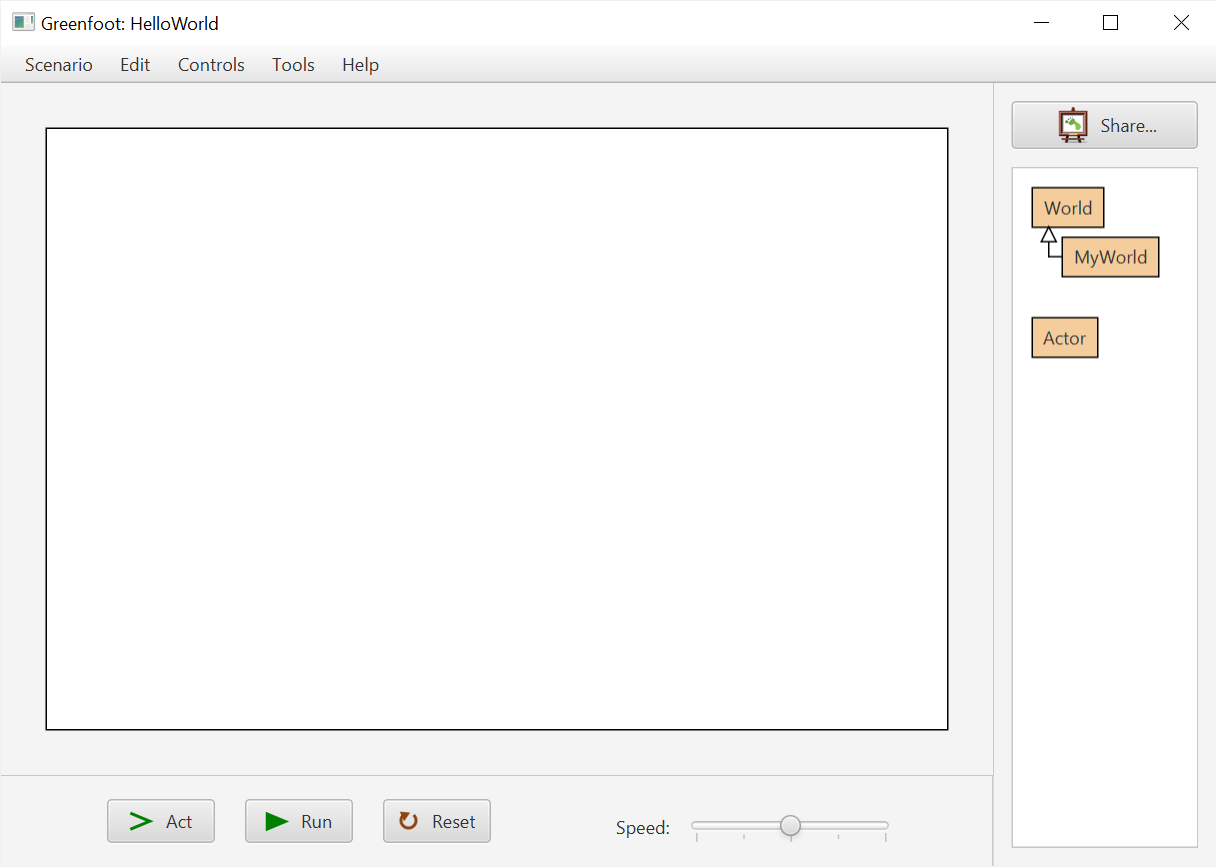 Greenfoot: HelloWorld
Scenario Edit Controls Tools Help
Share...
World
MyWorld
Actor
Act Run Reset Speed: